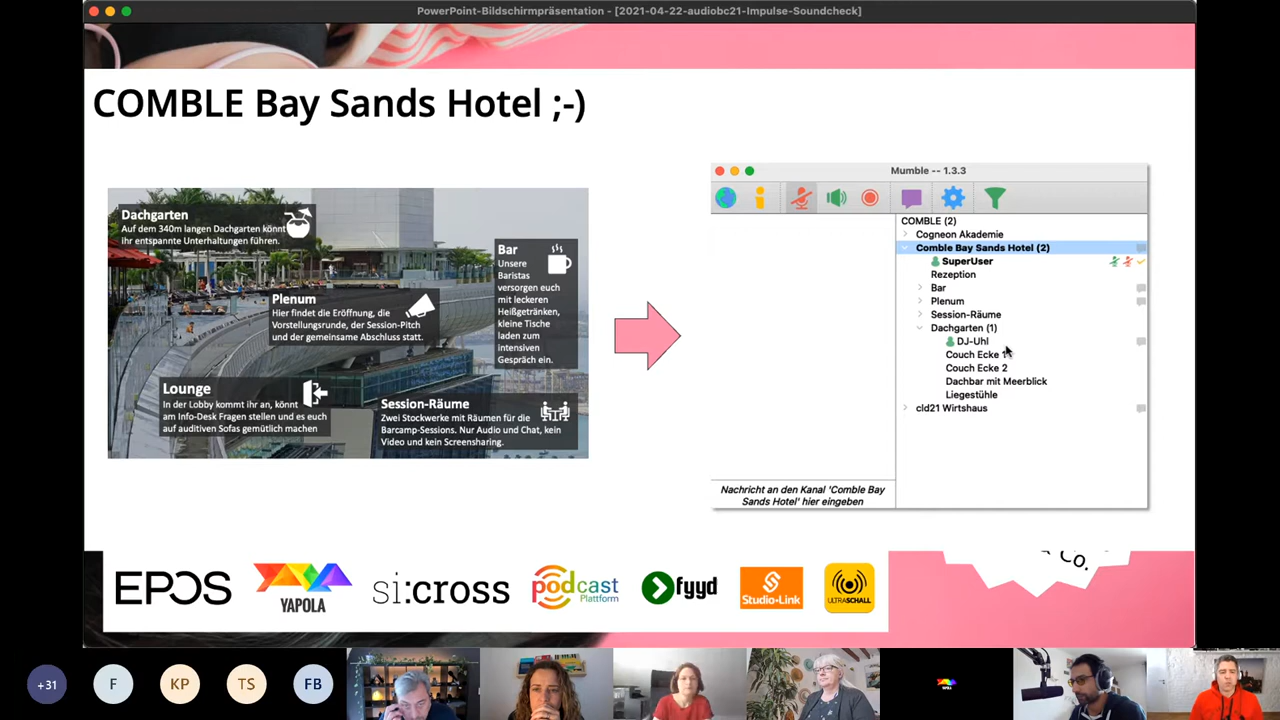 PowerPoint-Bildschirmpräsentation - [2021-04-22-audiobc21-Impulse-Soundcheck]
COMBLE Bay Sands Hotel ;-)
Dachgarten
Auf dem 340m langen Dachgarten könnt
ihr entspannte Unterhaltungen führen.
Bar
Unsere
Baristas
versorgen euch
mit leckeren
Heißgetränken,
kleine Tische
laden zum
intensiven
Gespräch ein.
Plenum
Hier findet die Eröffnung, die
Vorstellungsrunde, der Session-Pitch
und der gemeinsame Abschluss statt.
Lounge
In der Lobby kommt ihr an, könnt
am Info-Desk Fragen stellen und es euch
auf auditiven Sofas gemütlich machen
Session-Räume
Zwei Stockwerke mit Räumen für die
Barcamp-Sessions. Nur Audio und Chat, kein
Video und kein Screensharing.
Mumble -- 1.3.3
COMBLE (2)
Cogneon Akademie
Comble Bay Sands Hotel (2)
SuperUser
Rezeption
Bar
Plenum
Session-Räume
Dachgarten (1)
DJ-Uhl
Couch Ecke 1
Couch Ecke 2
Dachbar mit Meerblick
Liegestühle
cld21 Wirtshaus
Nachricht an den Kanal 'Comble Bay
Sands Hotel' hier eingeben
EPOS
YAPOLA
si:cross
podcast
Plattform
fyyd
Studio-Link
ULTRASCHALL
CO.
+31
F
KP
TS
FB